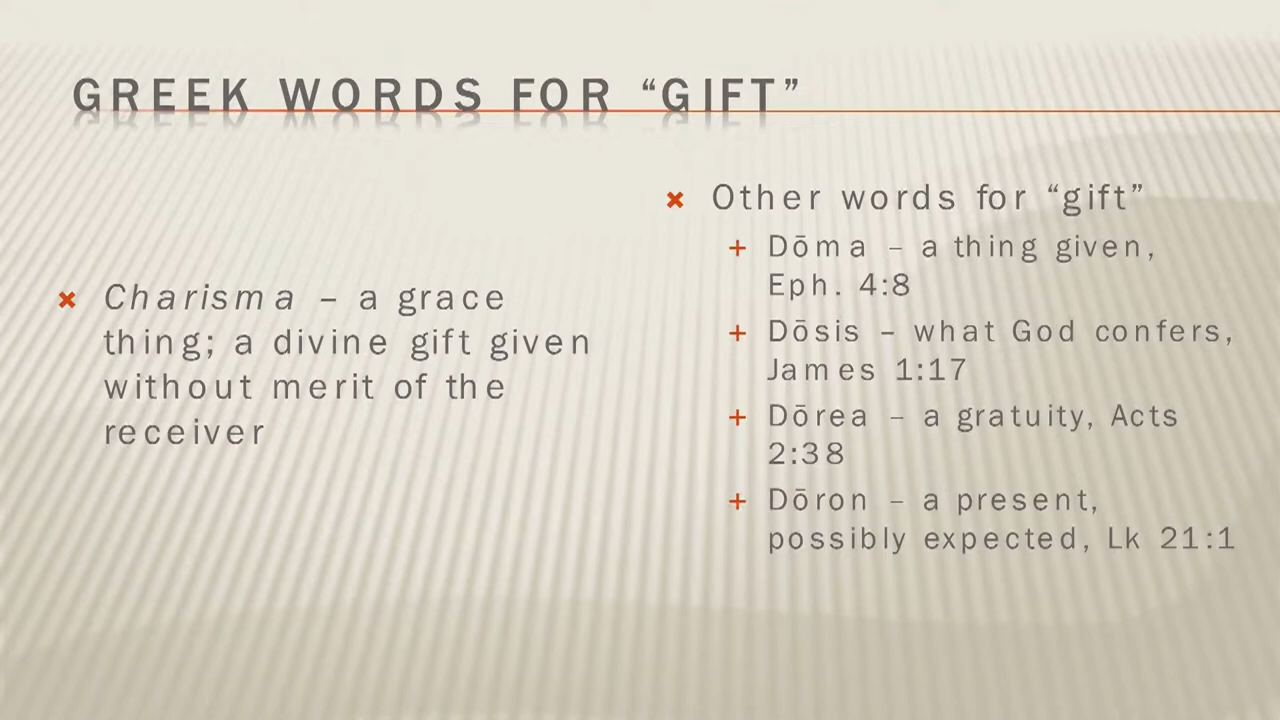 GREEK WORDS FOR “GIFT”
Charisma – a grace
thing; a divine gift given
without merit of the
receiver
Other words for “gift”
Dōma – a thing given,
Eph. 4:8
Dōsis – what God confers,
James 1:17
Dōrea – a gratuity, Acts
2:38
Dōron – a present,
possibly expected, Lk 21:1